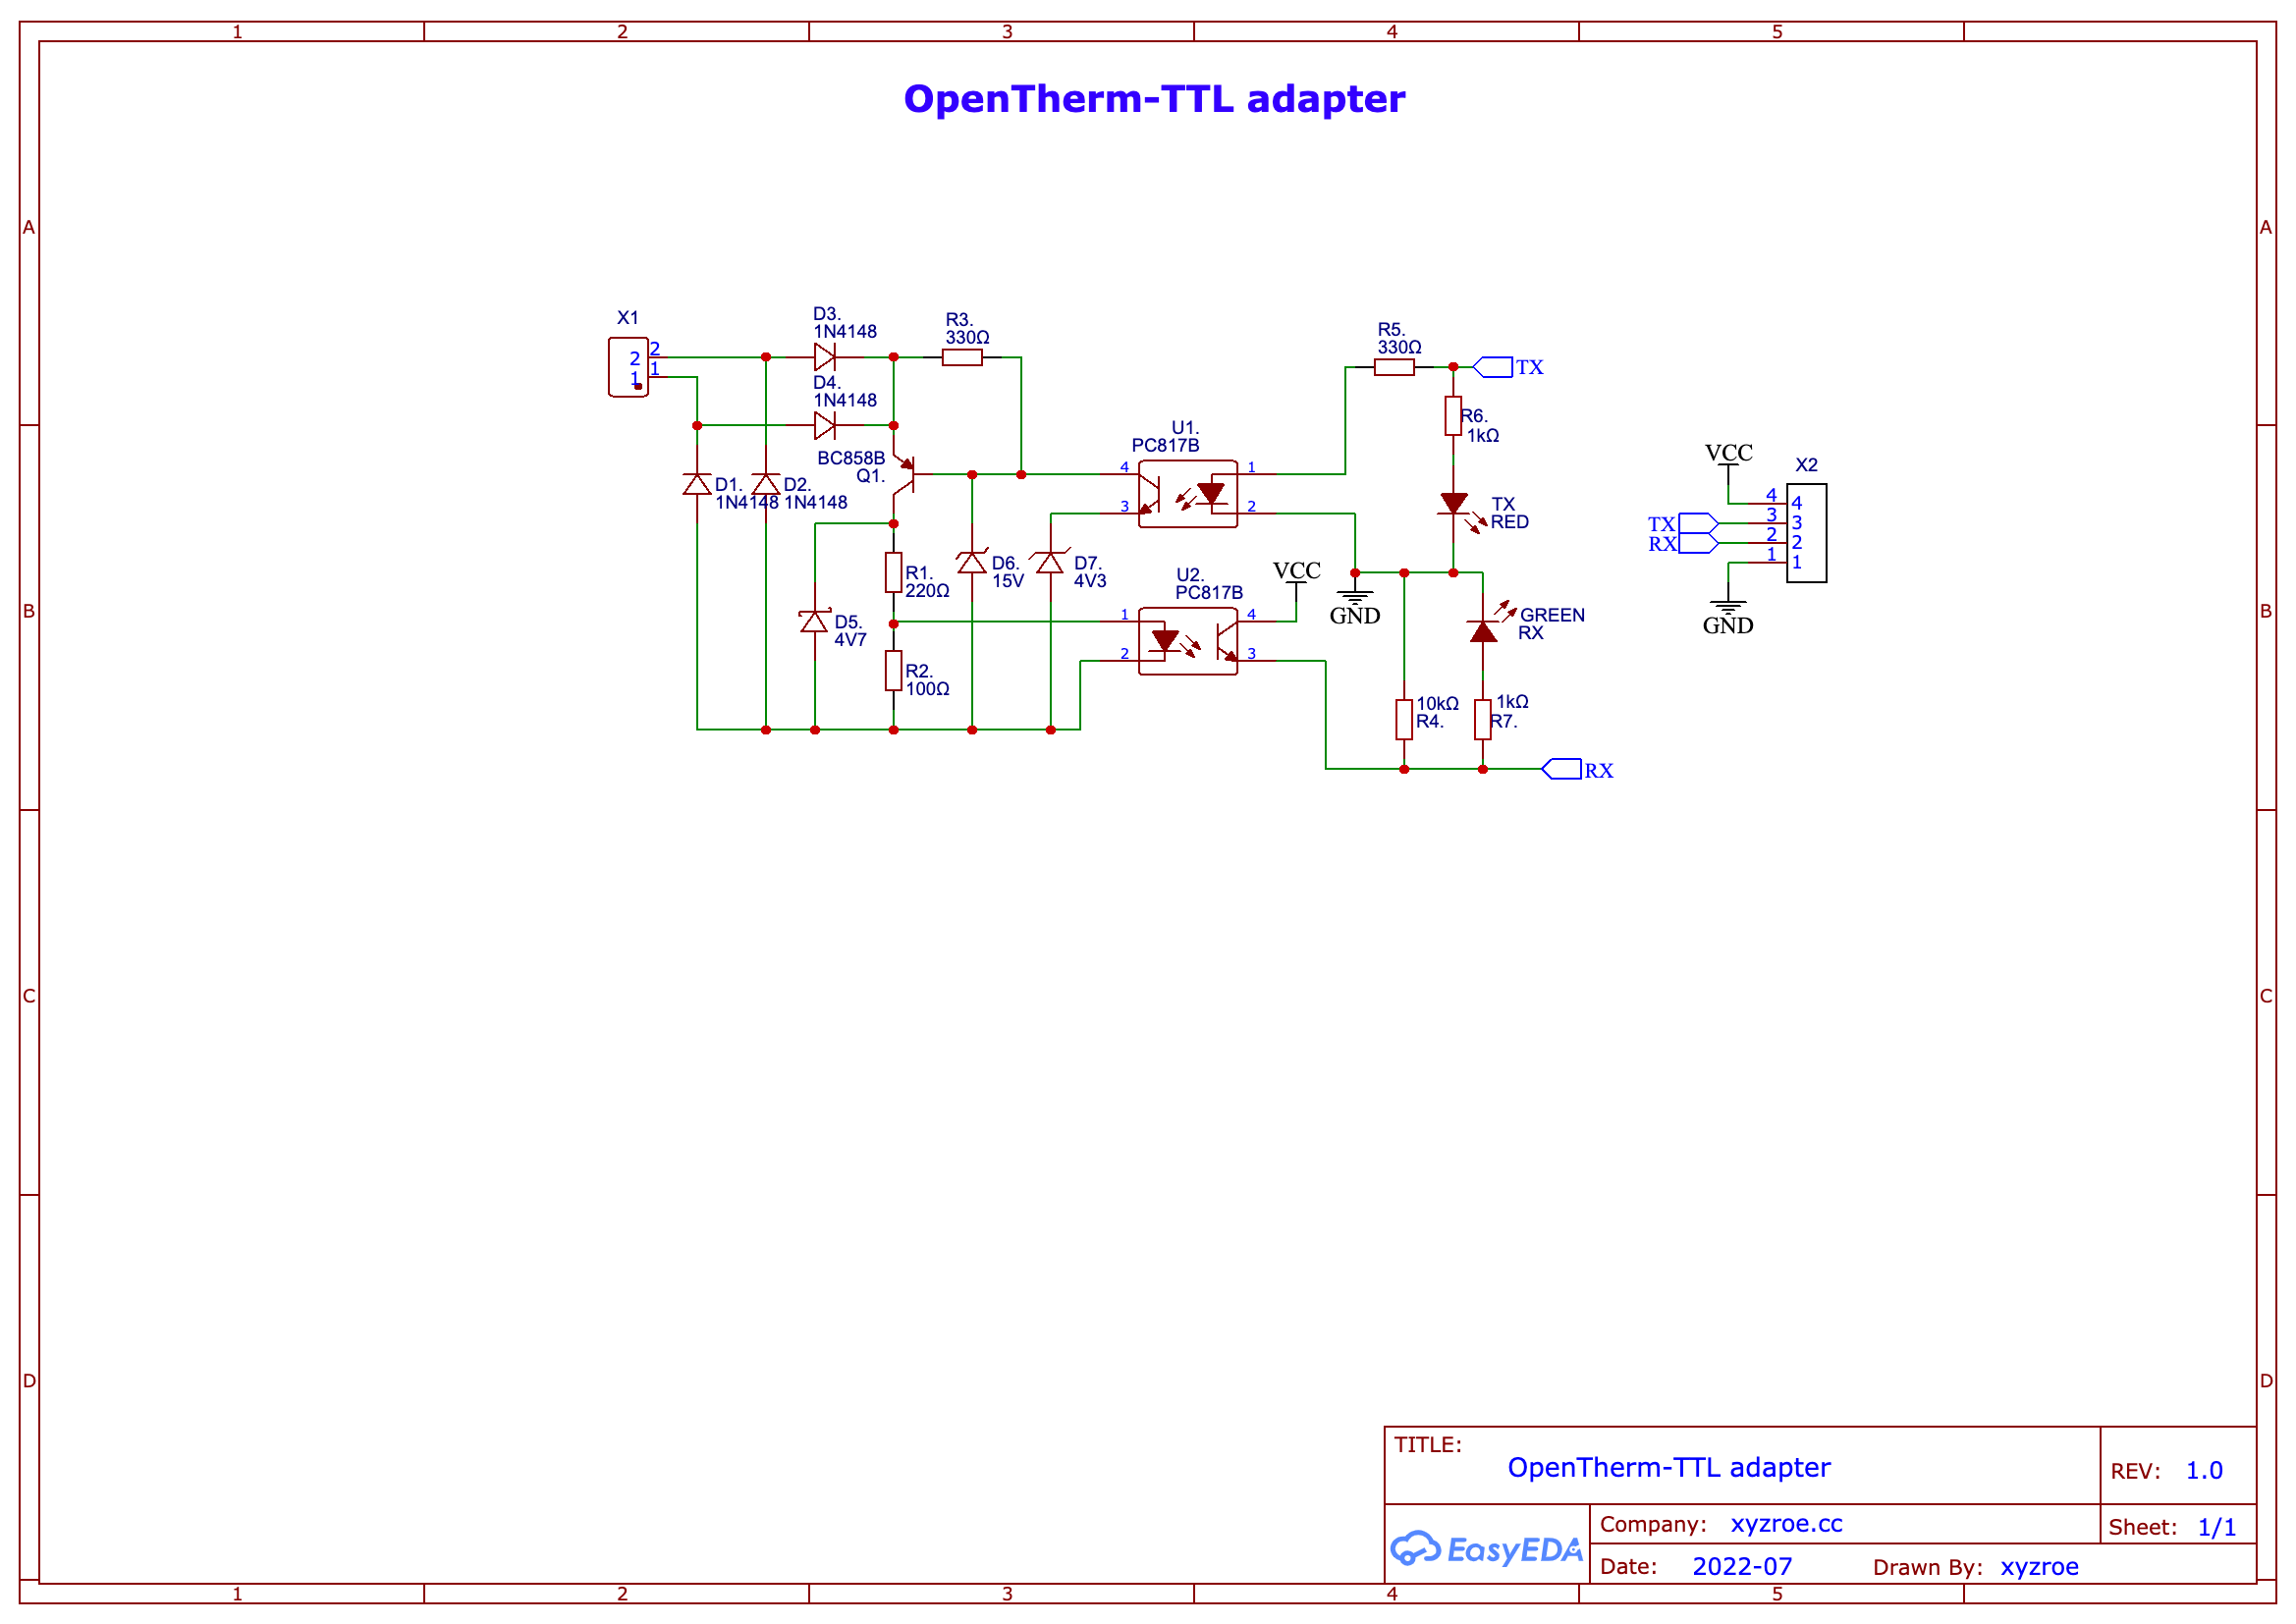 1 2 3 4 5
OpenTherm-TTL adapter
A A
X1
2 2
1 1
D3.
1N4148
R3.
330Ω
D4.
1N4148
R5.
330Ω
TX
R6.
1kΩ
U1.
PC817B
4 1
3 2
BC858B
Q1.
D1.
1N4148
D2.
1N4148
TX
RED
VCC
X2
4 4
TX 3 3
RX 2 2
1 1
GND
R1.
220Ω
D6.
15V
D7.
4V3
U2.
PC817B
VCC
1 4
2 3
GND
GREEN
RX
B B
D5.
4V7
R2.
100Ω
10kΩ
R4.
1kΩ
R7.
RX
C C
D D
TITLE:
OpenTherm-TTL adapter
REV: 1.0
EasyEDA
Company: xyzroe.cc
Sheet: 1/1
Date: 2022-07
Drawn By: xyzroe
1 2 3 4 5